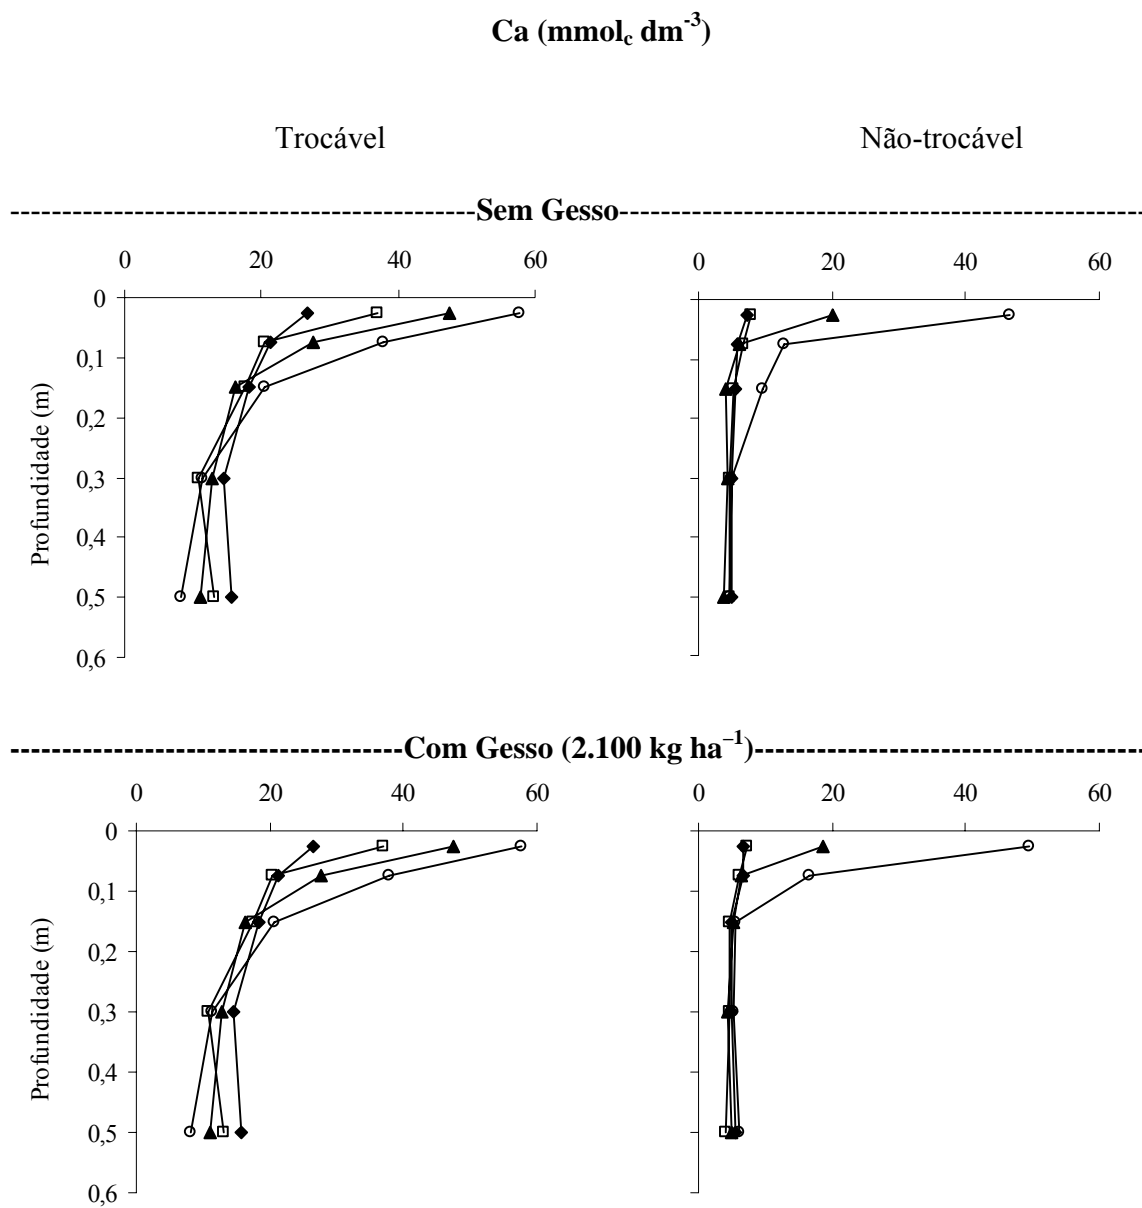 Ca (mmolc dm-3)
Trocável Não-trocável
Sem Gesso
0 20 40 60 0 20 40 60
0
0,1
0,2
0,3
0,4
0,5
0,6
Profundidade (m)
Com Gesso (2.100 kg ha–1)
0 20 40 60 0 20 40 60
0
0,1
0,2
0,3
0,4
0,5
0,6
Profundidade (m)